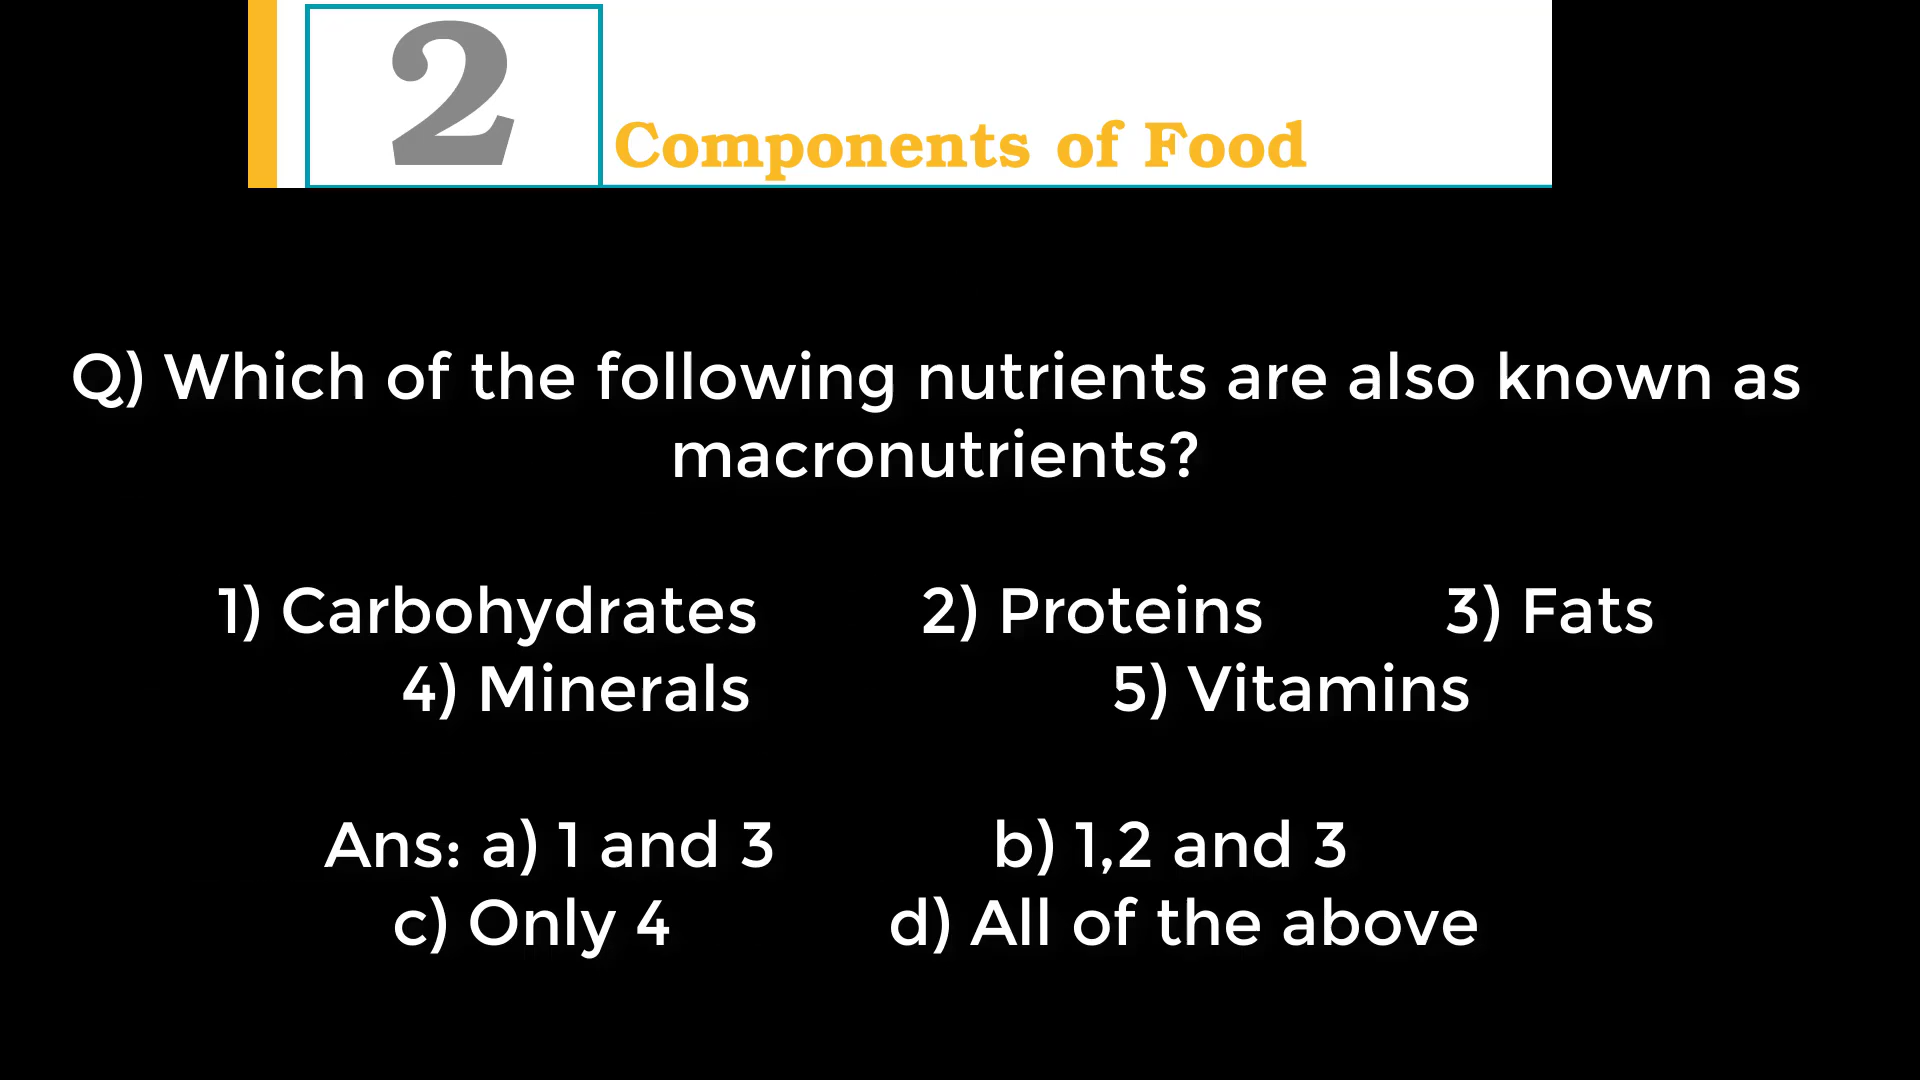 2
Components of Food
Q) Which of the following nutrients are also known as
macronutrients?
1) Carbohydrates 2) Proteins 3) Fats
4) Minerals 5) Vitamins
Ans: a) 1 and 3 b) 1,2 and 3
c) Only 4 d) All of the above